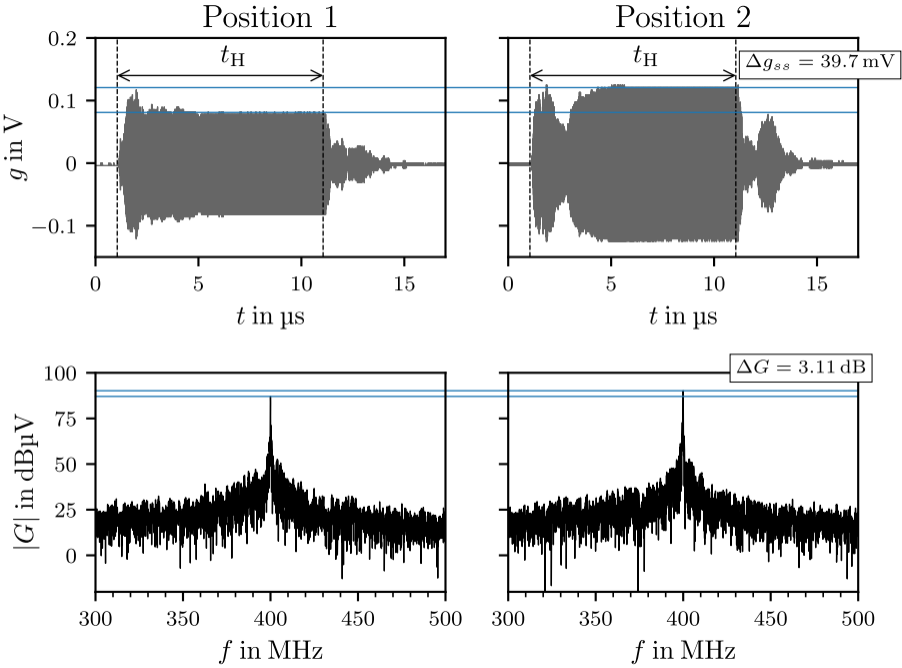 Position 1
Position 2
0.2
0.1
0
−0.1
g in V
t_H
t_H
Δg_ss = 39.7 mV
0 5 10 15
0 5 10 15
t in µs
t in µs
100
75
50
25
0
|G| in dBµV
ΔG = 3.11 dB
300 350 400 450 500
300 350 400 450 500
f in MHz
f in MHz